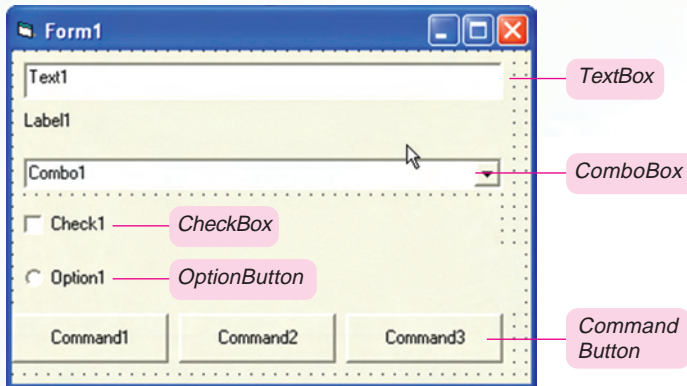 Form1
Text1
TextBox
Label1
Combo1
ComboBox
Check1
CheckBox
Option1
OptionButton
Command1 Command2 Command3
Command
Button